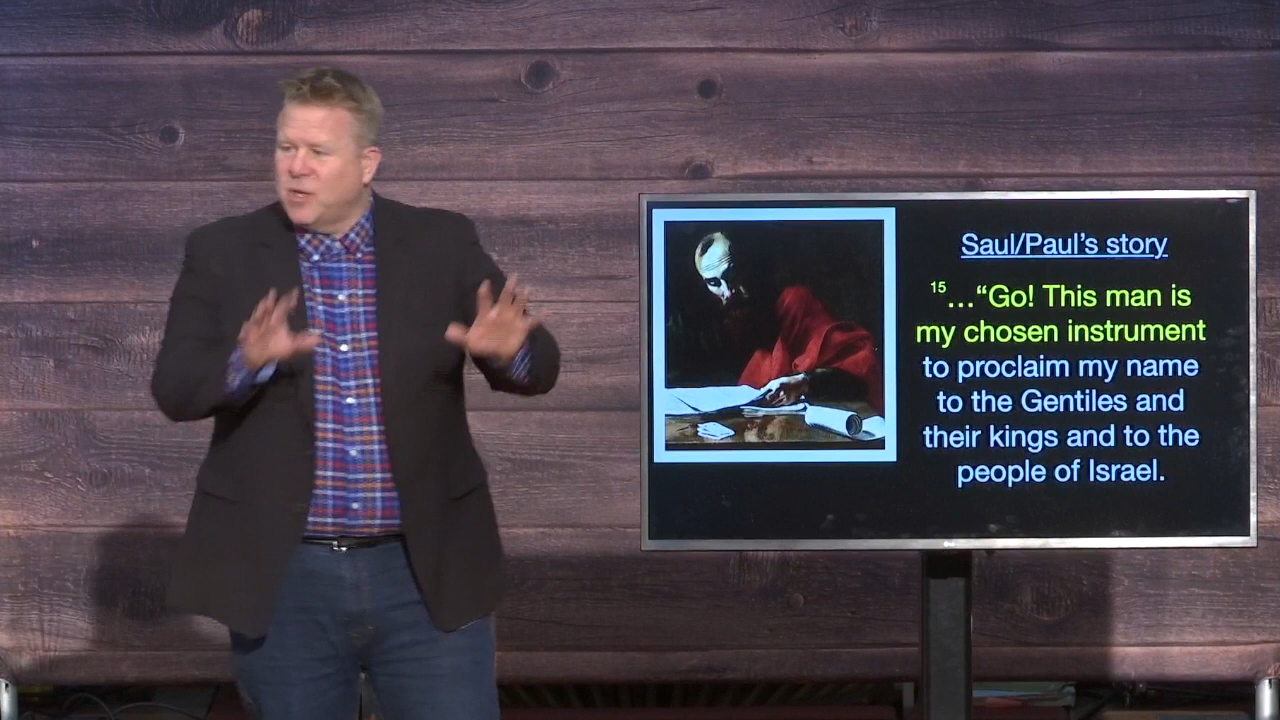 Saul/Paul’s story
15…“Go! This man is
my chosen instrument
to proclaim my name
to the Gentiles and
their kings and to the
people of Israel.